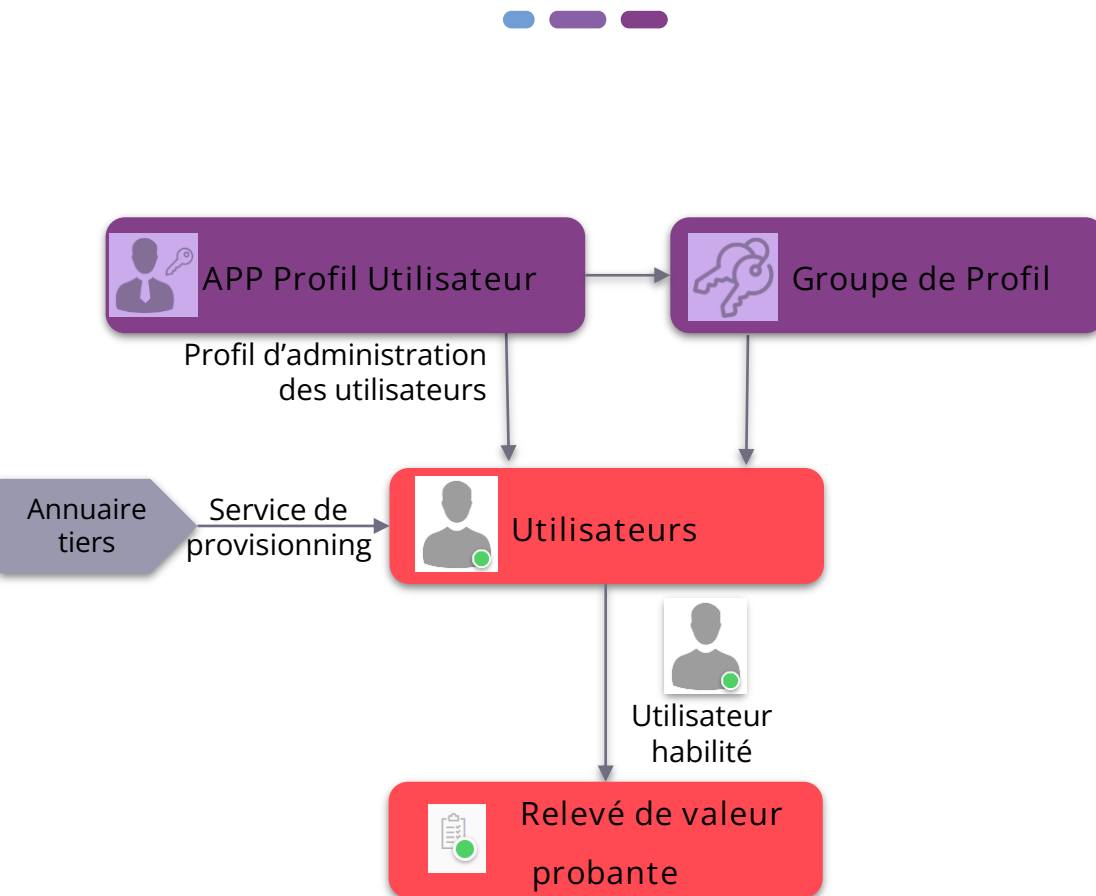 APP Profil Utilisateur
Groupe de Profil
Profil d’administration
des utilisateurs
Annuaire
tiers
Service de
provisionning
Utilisateurs
Utilisateur
habilité
Relevé de valeur
probante